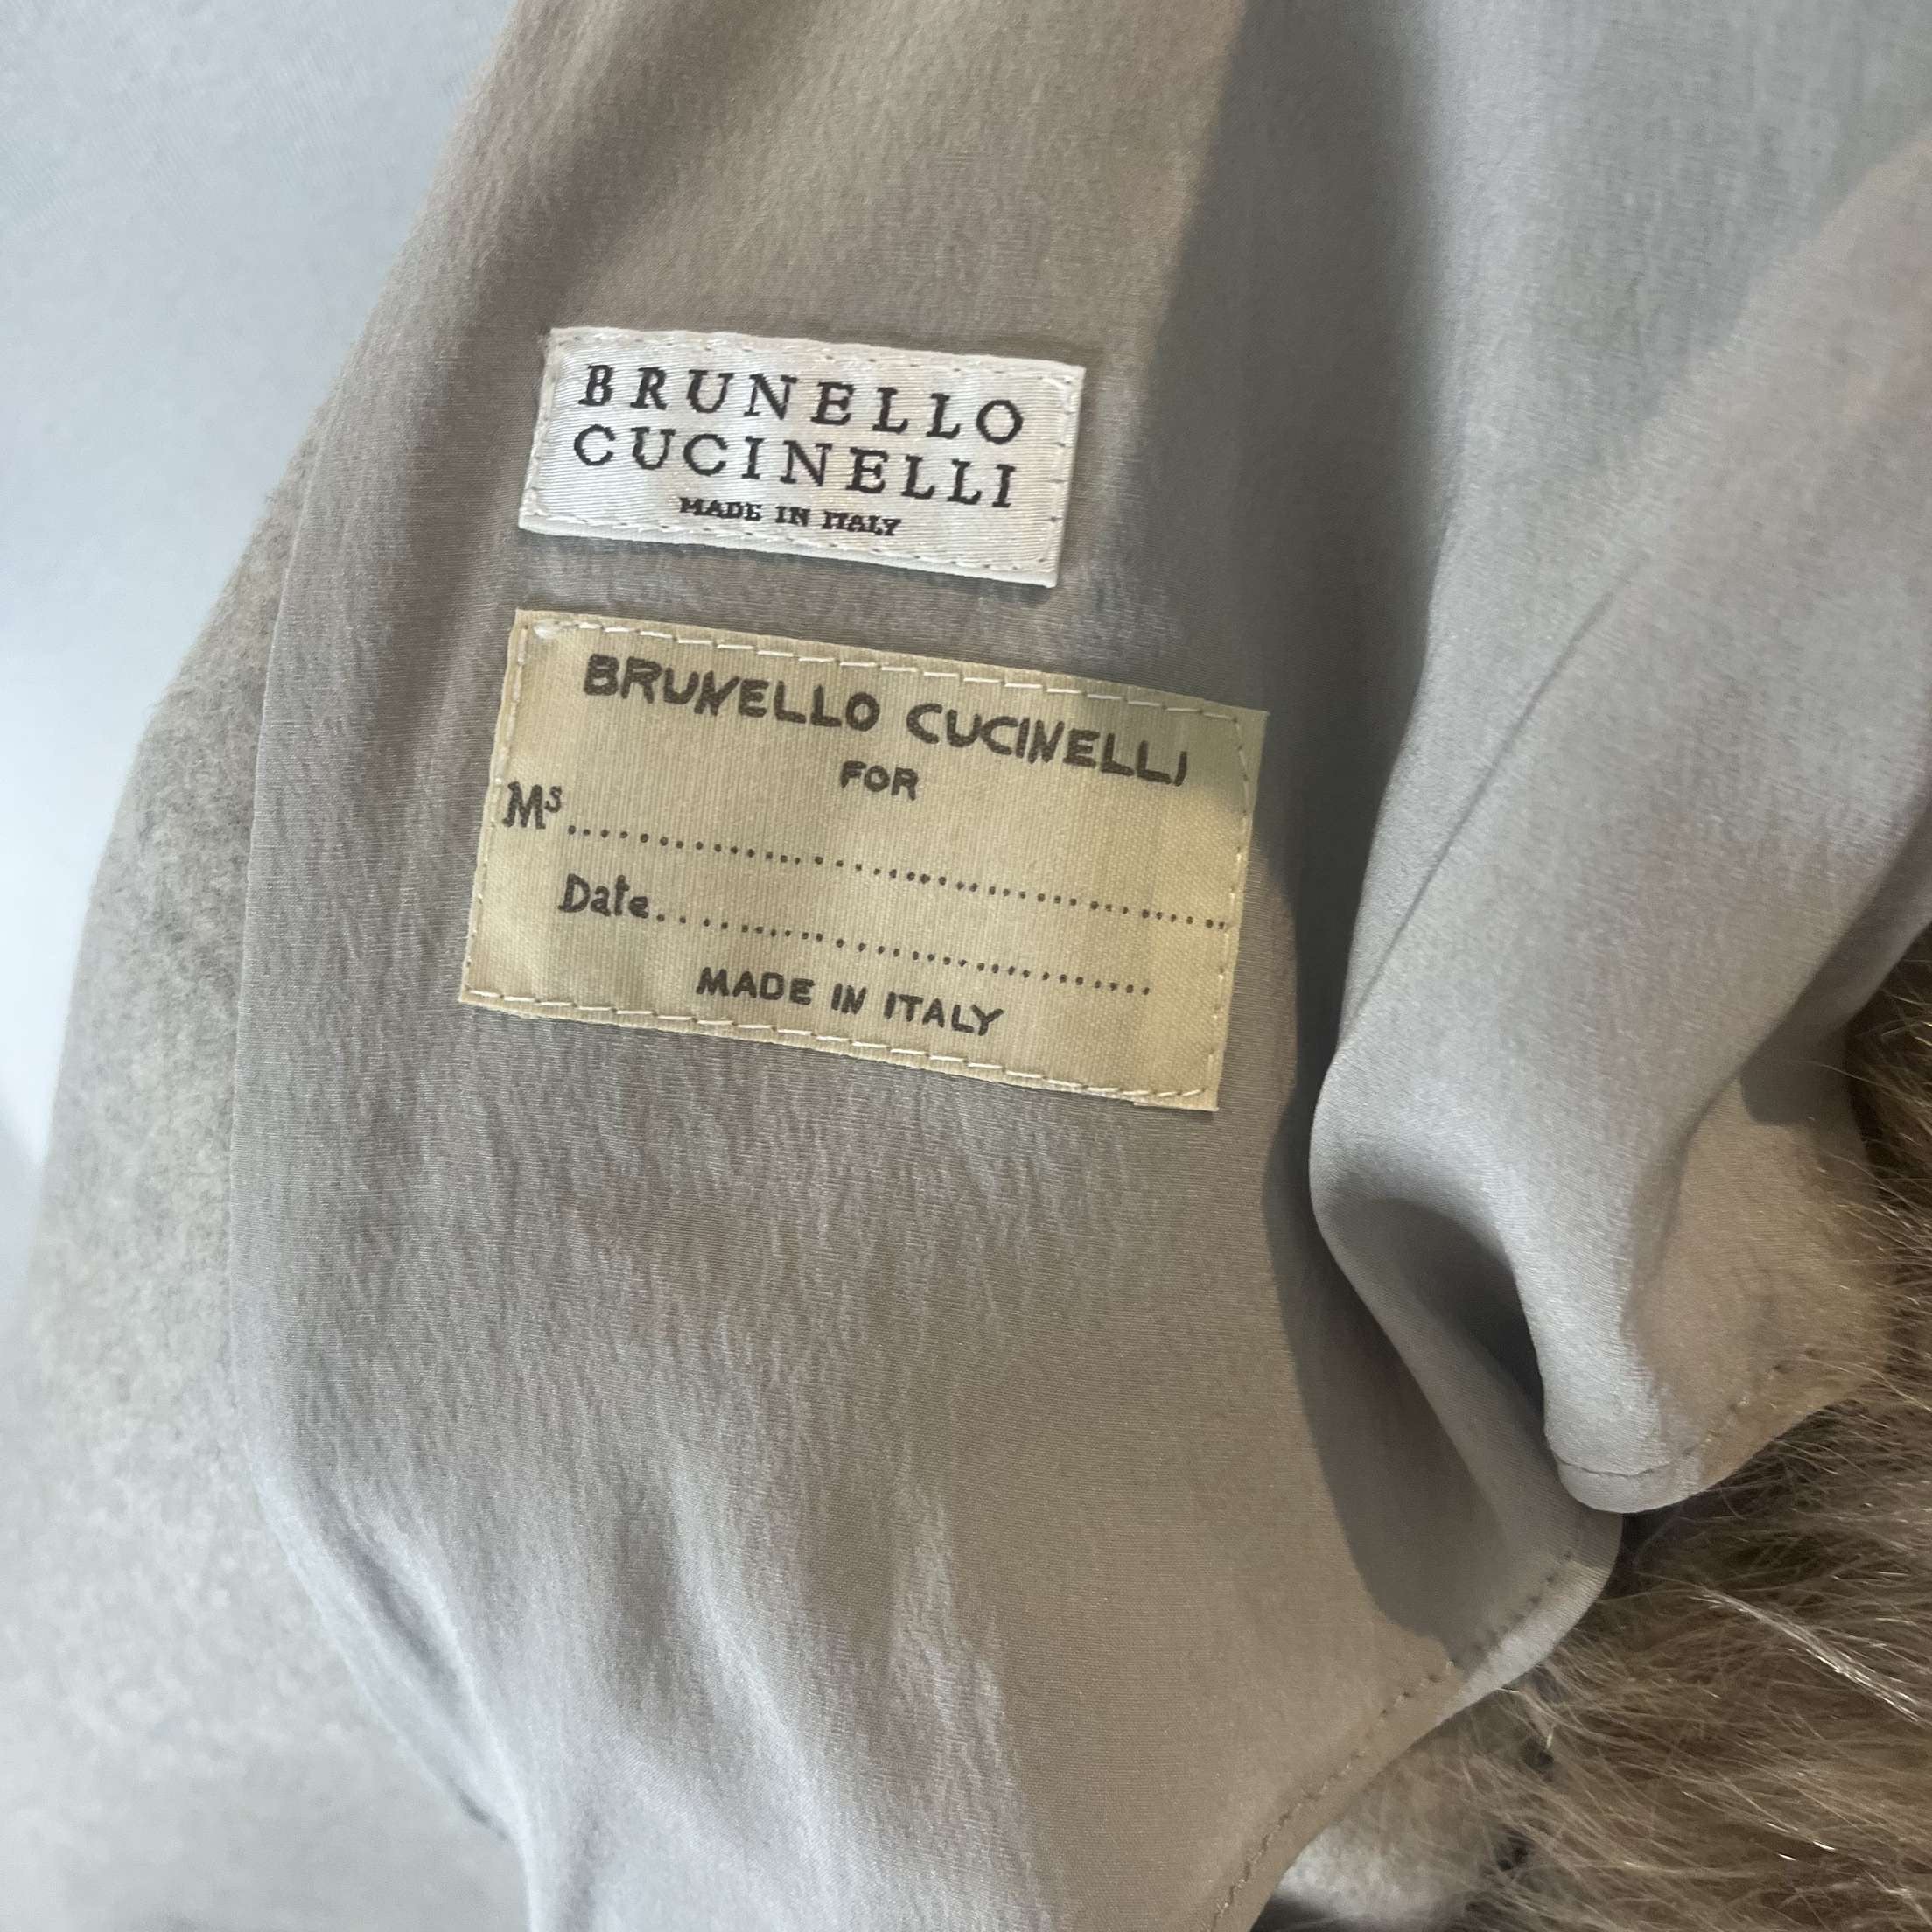 BRUNELLO
CUCINELLI
MADE IN ITALY
BRUNELLO CUCINELLI
FOR
Ms..............................................
Date....................................
MADE IN ITALY